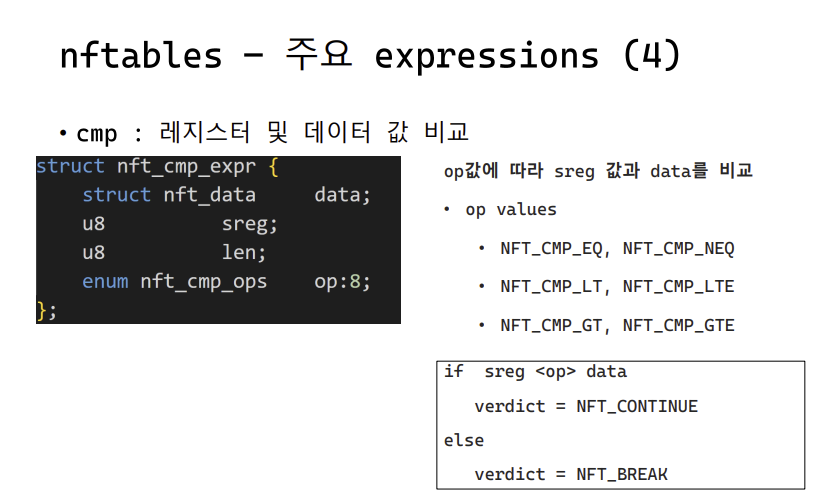 nftables – 주요 expressions (4)
• cmp : 레지스터 및 데이터 값 비교
struct nft_cmp_expr {
    struct nft_data     data;
    u8          sreg;
    u8          len;
    enum nft_cmp_ops    op:8;
};
op값에 따라 sreg 값과 data를 비교
• op values
• NFT_CMP_EQ, NFT_CMP_NEQ
• NFT_CMP_LT, NFT_CMP_LTE
• NFT_CMP_GT, NFT_CMP_GTE
if  sreg <op> data
   verdict = NFT_CONTINUE
else
   verdict = NFT_BREAK